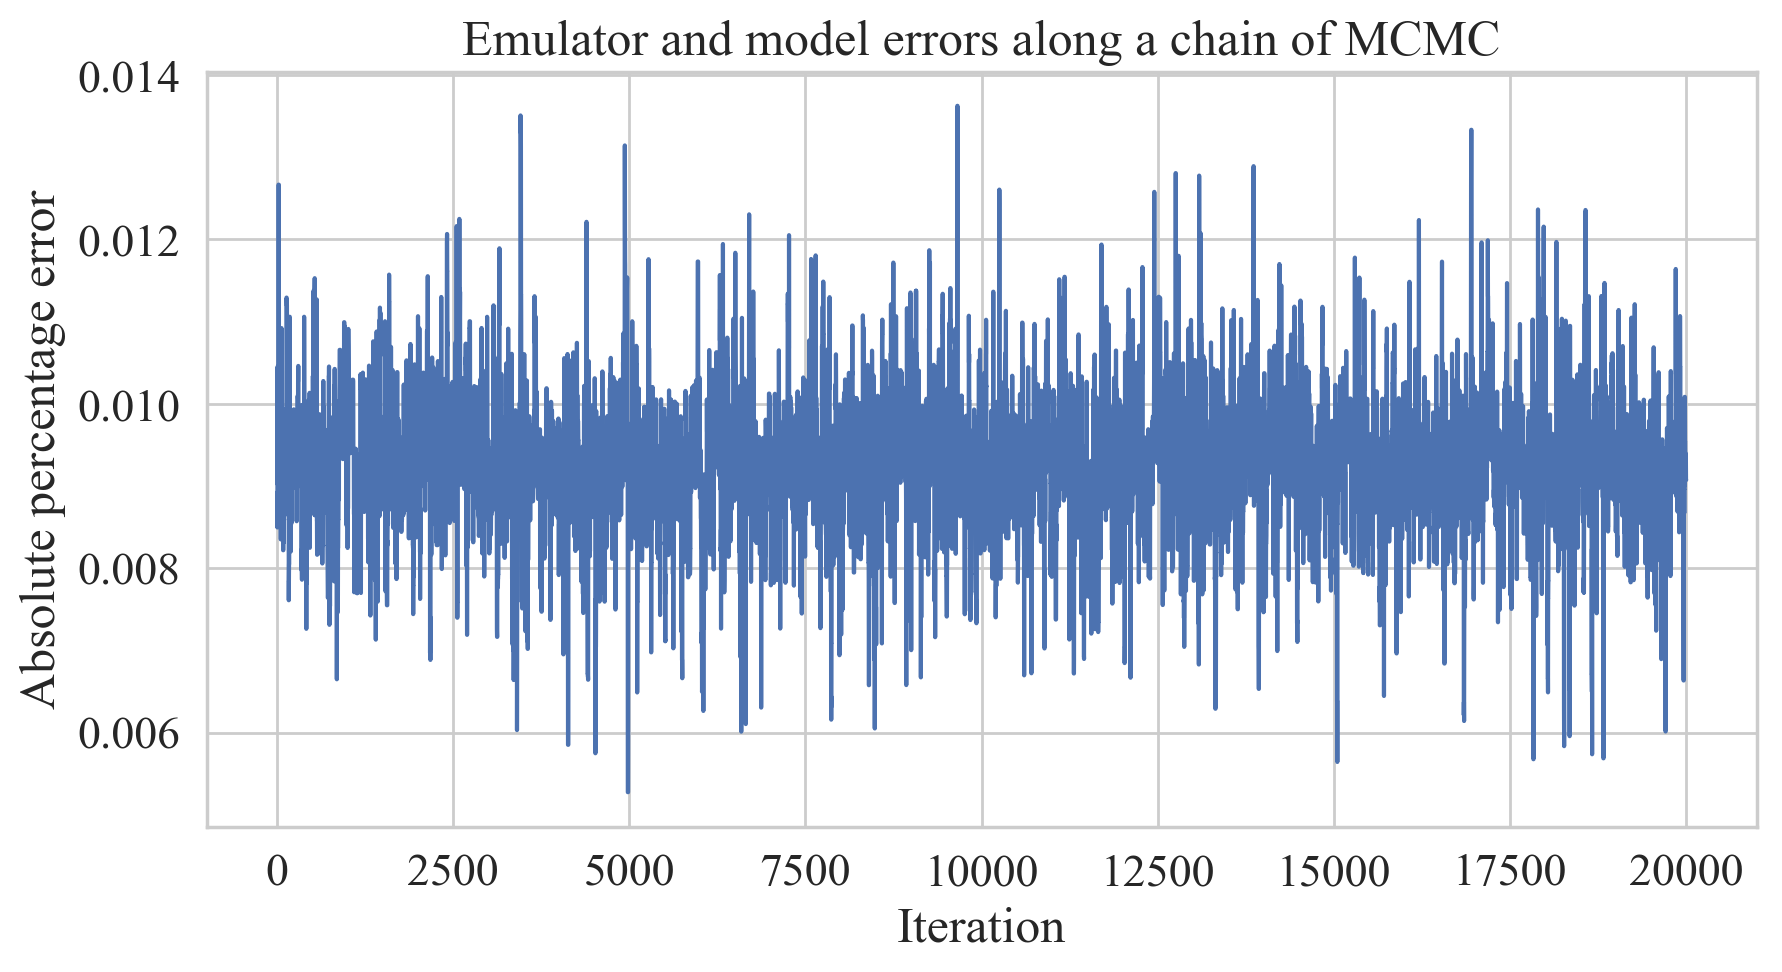 Emulator and model errors along a chain of MCMC
0.014
0.012
0.010
0.008
0.006
Absolute percentage error
0 2500 5000 7500 10000 12500 15000 17500 20000
Iteration